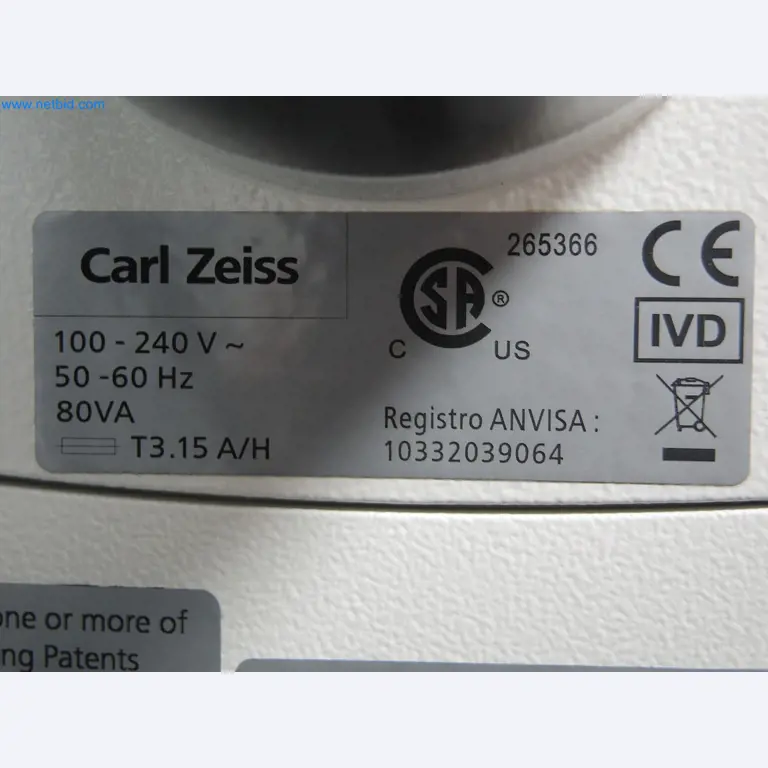 www.netbid.com
Carl Zeiss
265366
CE
SA ®
C US
IVD
100 - 240 V ~
50 -60 Hz
80VA
T3.15 A/H
Registro ANVISA :
10332039064
one or more of
ng Patents